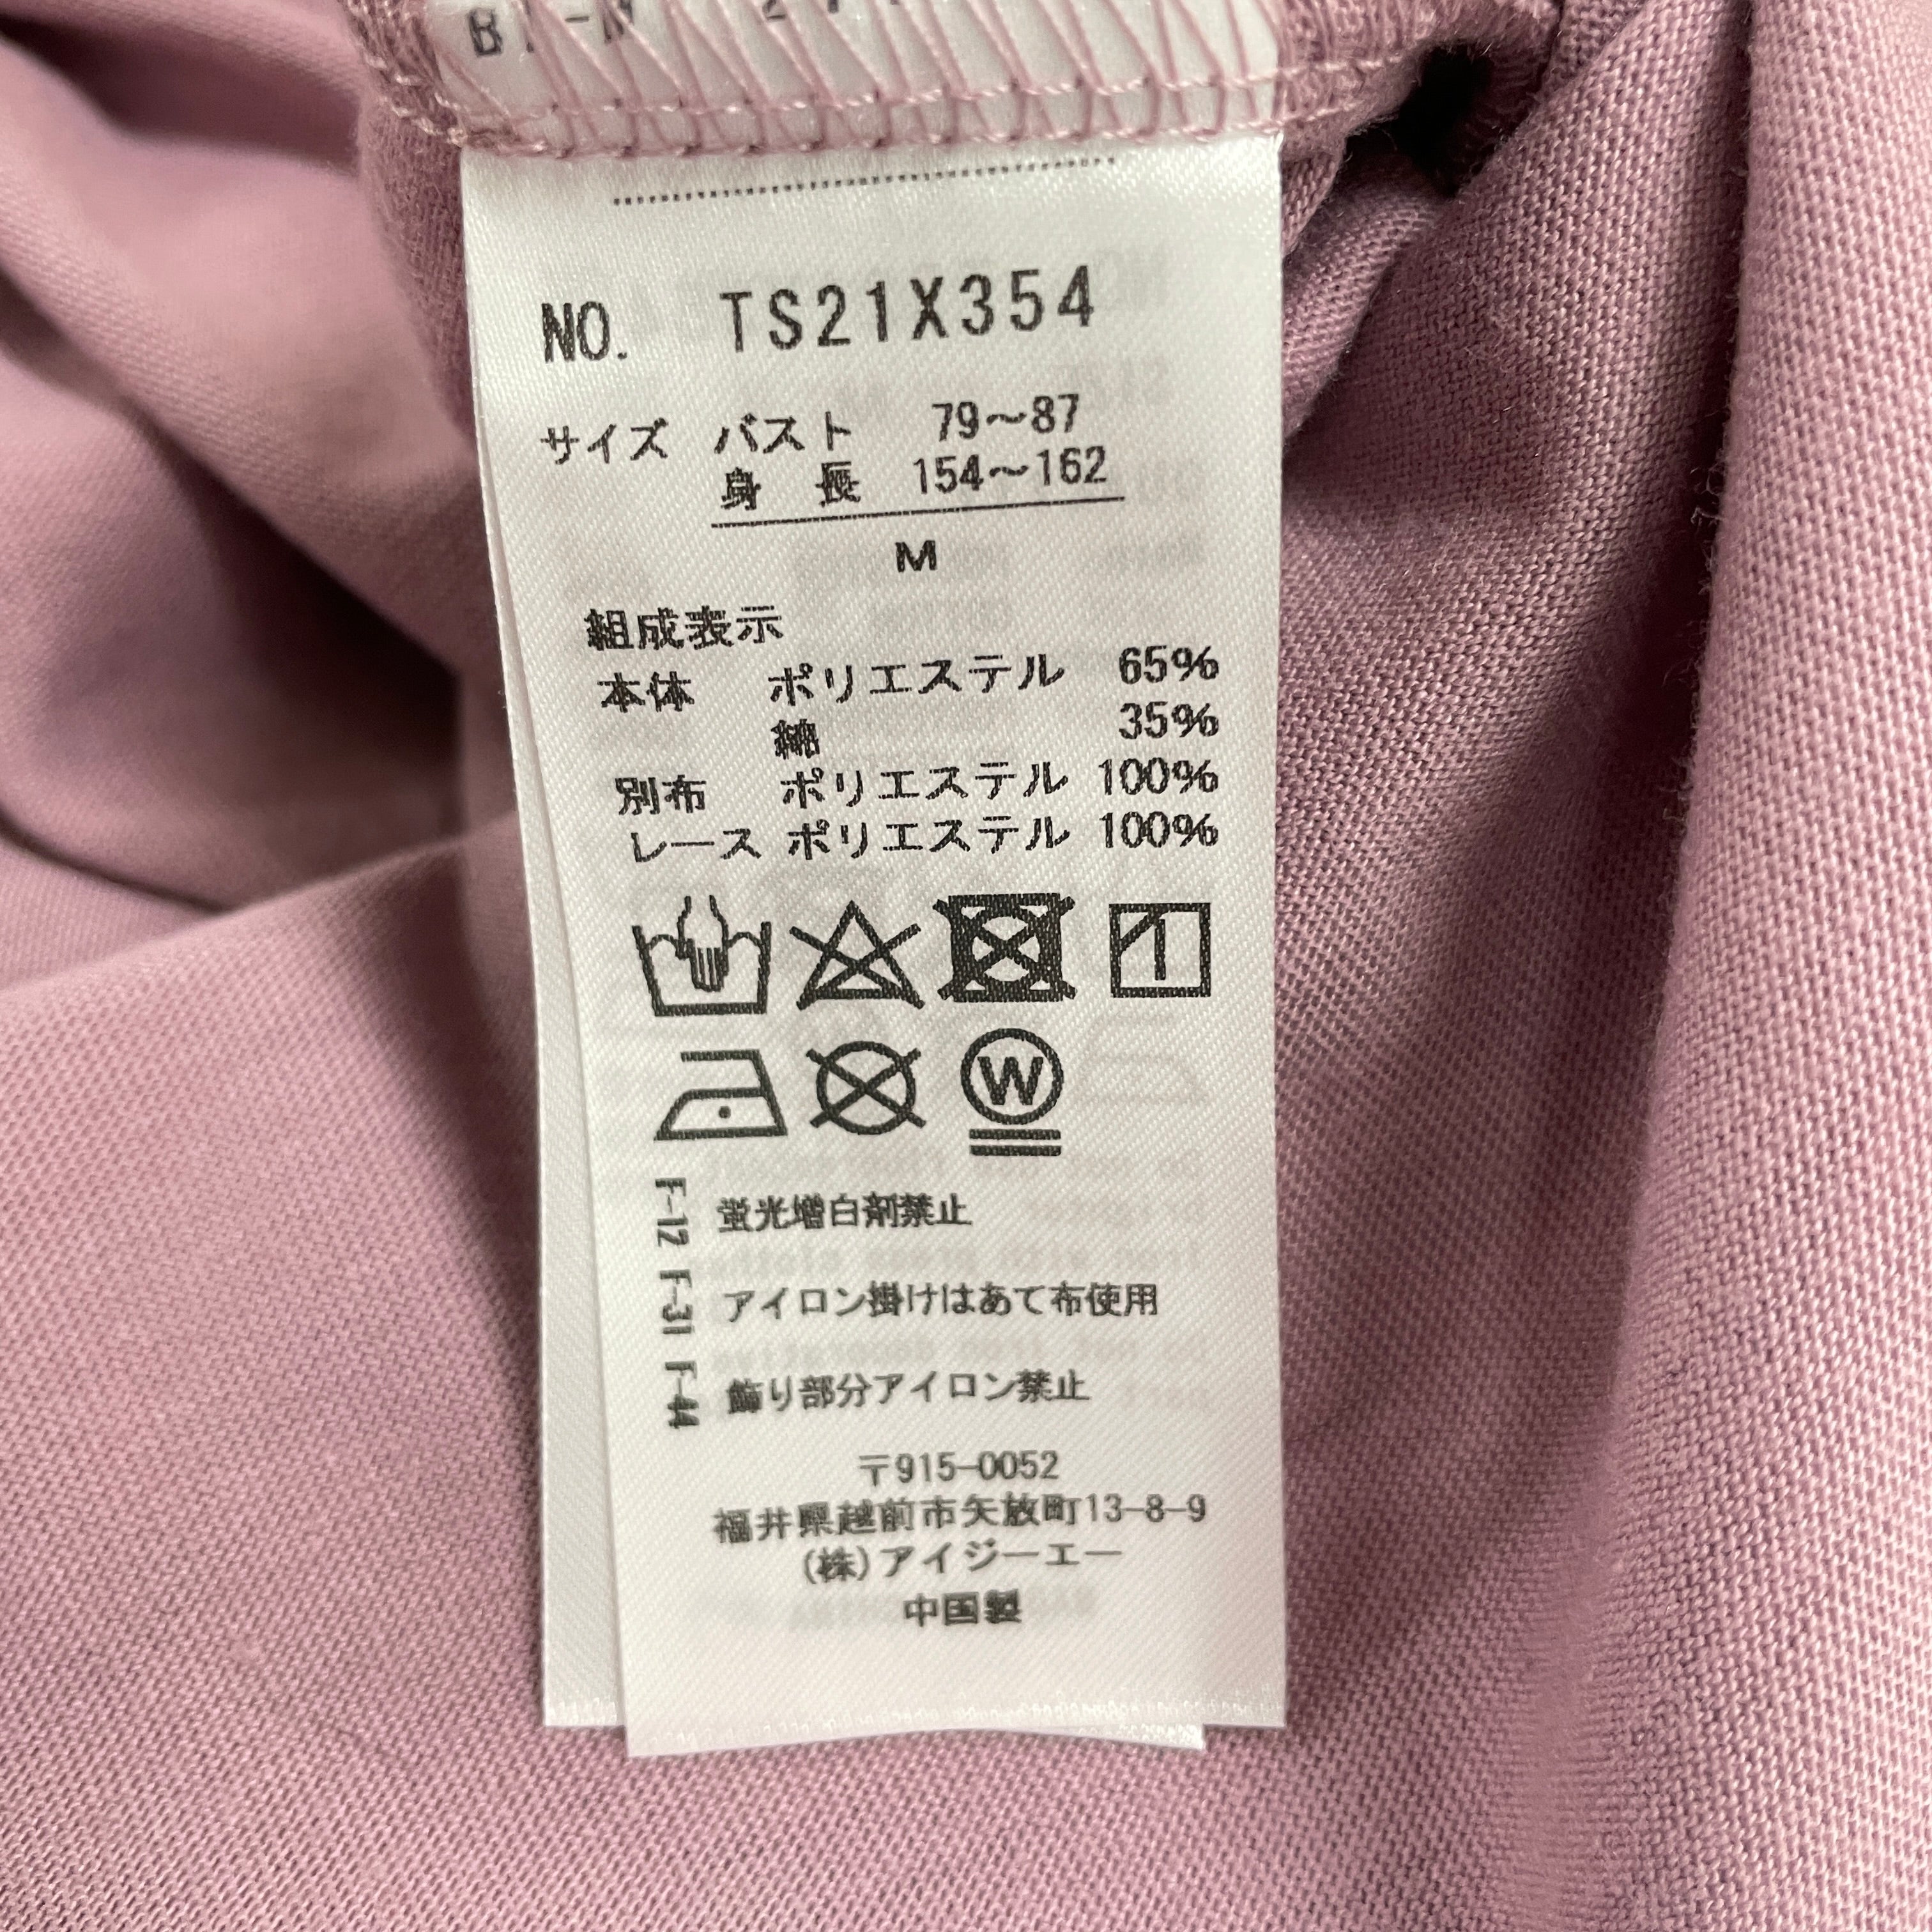 NO. TS21X354
サイズ バスト 79～87
身 長 154～162
M
組成表示
本体 ポリエステル 65%
綿 35%
別布 ポリエステル 100%
レース ポリエステル 100%
W
F-12 蛍光増白剤禁止
F-31 アイロン掛けはあて布使用
F-44 飾り部分アイロン禁止
〒915-0052
福井県越前市矢放町13-8-9
(株)アイジーエー
中国製